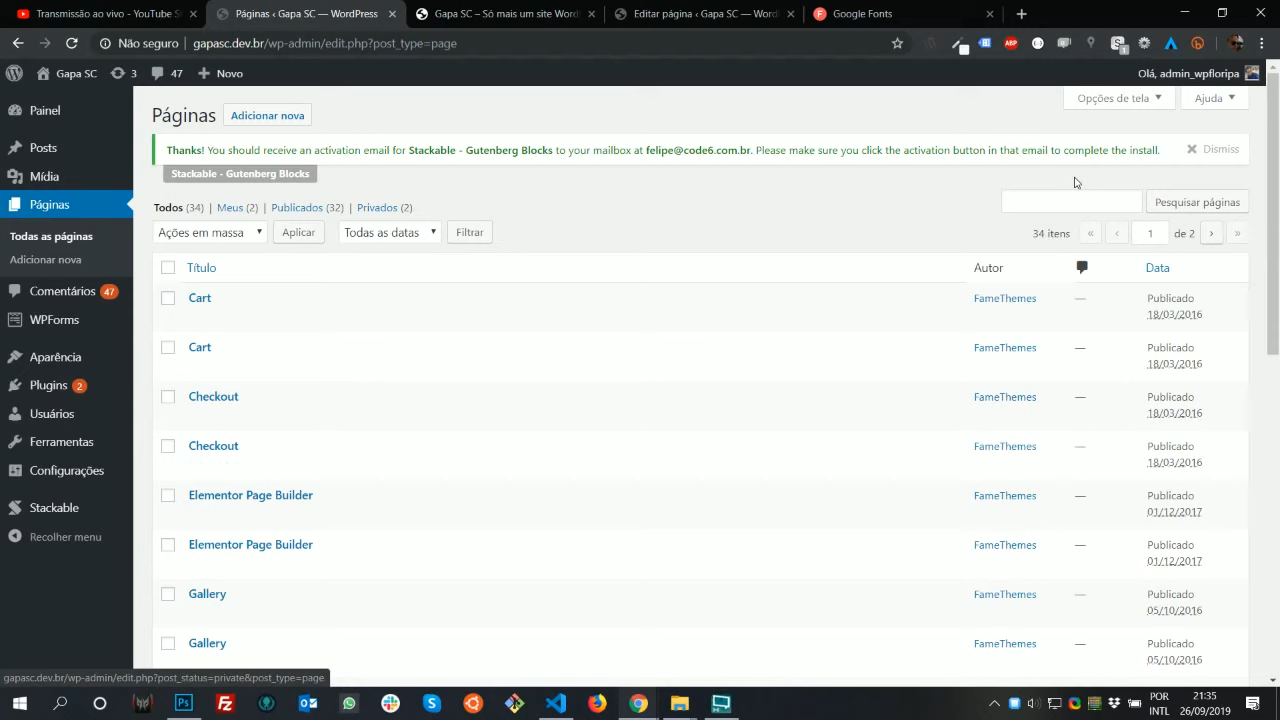 Transmissão ao vivo - YouTube S
Páginas ‹ Gapa SC — WordPress
Gapa SC – Só mais um site Word
Editar página ‹ Gapa SC — Word
Google Fonts
Não seguro
gapasc.dev.br/wp-admin/edit.php?post_type=page
ABP
1
Gapa SC
3
47
Novo
Olá, admin_wpfloripa
Painel
Posts
Mídia
Páginas
Todas as páginas
Adicionar nova
Comentários 47
WPForms
Aparência
Plugins 2
Usuários
Ferramentas
Configurações
Stackable
Recolher menu
Opções de tela
Ajuda
Páginas
Adicionar nova
Thanks! You should receive an activation email for Stackable - Gutenberg Blocks to your mailbox at felipe@code6.com.br. Please make sure you click the activation button in that email to complete the install.
Dismiss
Stackable - Gutenberg Blocks
Todos (34) | Meus (2) | Publicados (32) | Privados (2)
Pesquisar páginas
Ações em massa
Aplicar
Todas as datas
Filtrar
34 itens « ‹ 1 de 2 › »
Título Autor Data
Cart FameThemes — Publicado
18/03/2016
Cart FameThemes — Publicado
18/03/2016
Checkout FameThemes — Publicado
18/03/2016
Checkout FameThemes — Publicado
18/03/2016
Elementor Page Builder FameThemes — Publicado
01/12/2017
Elementor Page Builder FameThemes — Publicado
01/12/2017
Gallery FameThemes — Publicado
05/10/2016
Gallery FameThemes — Publicado
05/10/2016
gapasc.dev.br/wp-admin/edit.php?post_status=private&post_type=page
POR
INTL
21:35
26/09/2019